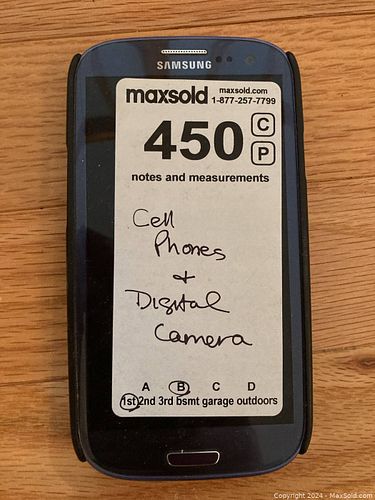 SAMSUNG
maxsold maxsold.com
1-877-257-7799
450 C
P
notes and measurements
Cell
Phones
+
Digital
Camera
A B C D
1st 2nd 3rd bsmt garage outdoors
Copyright 2024 - MaxSold.com